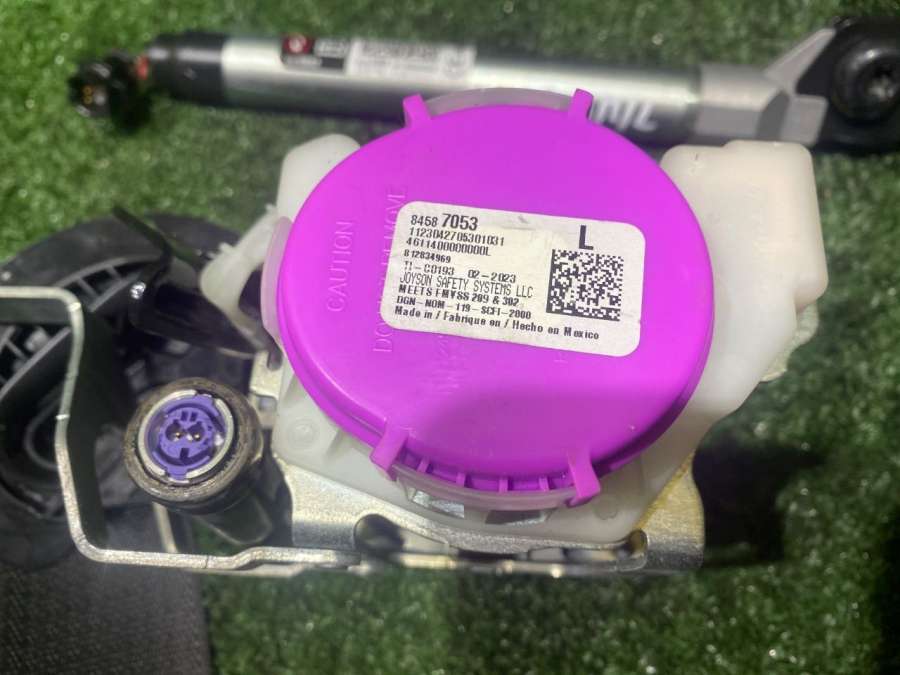 CAUTION
8458 7053
1123042705301031
4611400000000L
812834969
T1-C0193 02-2023
JOYSON SAFETY SYSTEMS LLC
MEETS FMVSS 209 & 302
DGN-NOM-119-SCFI-2000
Made in / Fabrique en / Hecho en Mexico
L